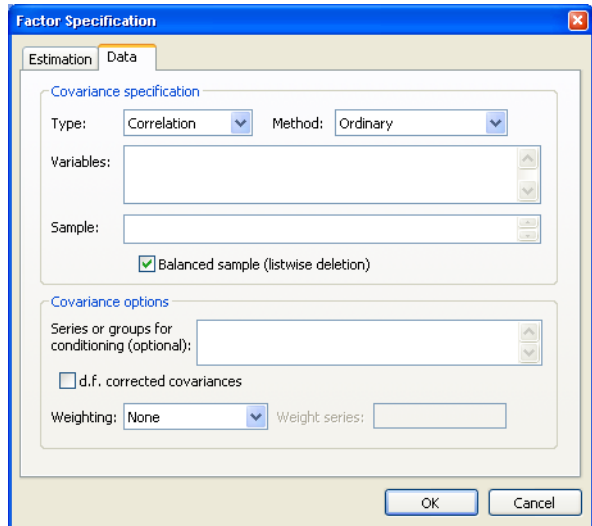 Factor Specification
Estimation Data
Covariance specification
Type: Correlation Method: Ordinary
Variables:
Sample:
Balanced sample (listwise deletion)
Covariance options
Series or groups for
conditioning (optional):
d.f. corrected covariances
Weighting: None Weight series:
OK Cancel